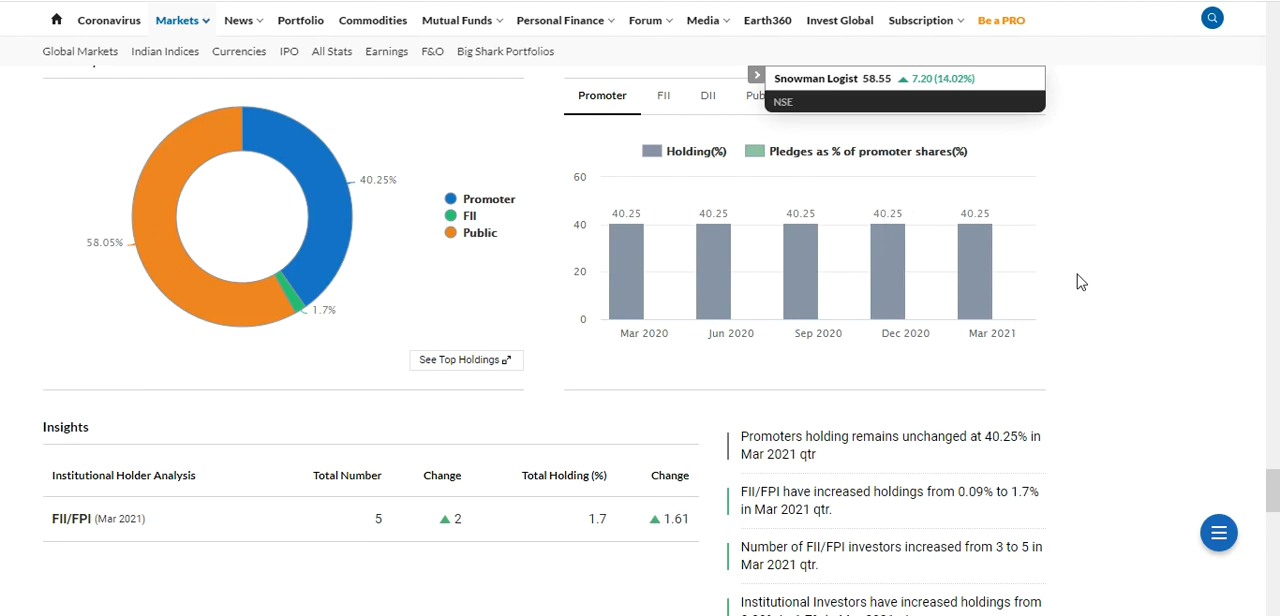 Coronavirus Markets News Portfolio Commodities Mutual Funds Personal Finance Forum Media Earth360 Invest Global Subscription Be a PRO
Global Markets Indian Indices Currencies IPO All Stats Earnings F&O Big Shark Portfolios
Snowman Logist 58.55 7.20 (14.02%)
NSE
40.25%
58.05%
1.7%
Promoter
FII
Public
See Top Holdings
Promoter FII DII
Holding(%) Pledges as % of promoter shares(%)
60
40
20
0
40.25 40.25 40.25 40.25 40.25
Mar 2020 Jun 2020 Sep 2020 Dec 2020 Mar 2021
Insights
Institutional Holder Analysis Total Number Change Total Holding (%) Change
FII/FPI (Mar 2021) 5 2 1.7 1.61
Promoters holding remains unchanged at 40.25% in
Mar 2021 qtr
FII/FPI have increased holdings from 0.09% to 1.7%
in Mar 2021 qtr.
Number of FII/FPI investors increased from 3 to 5 in
Mar 2021 qtr.
Institutional Investors have increased holdings from